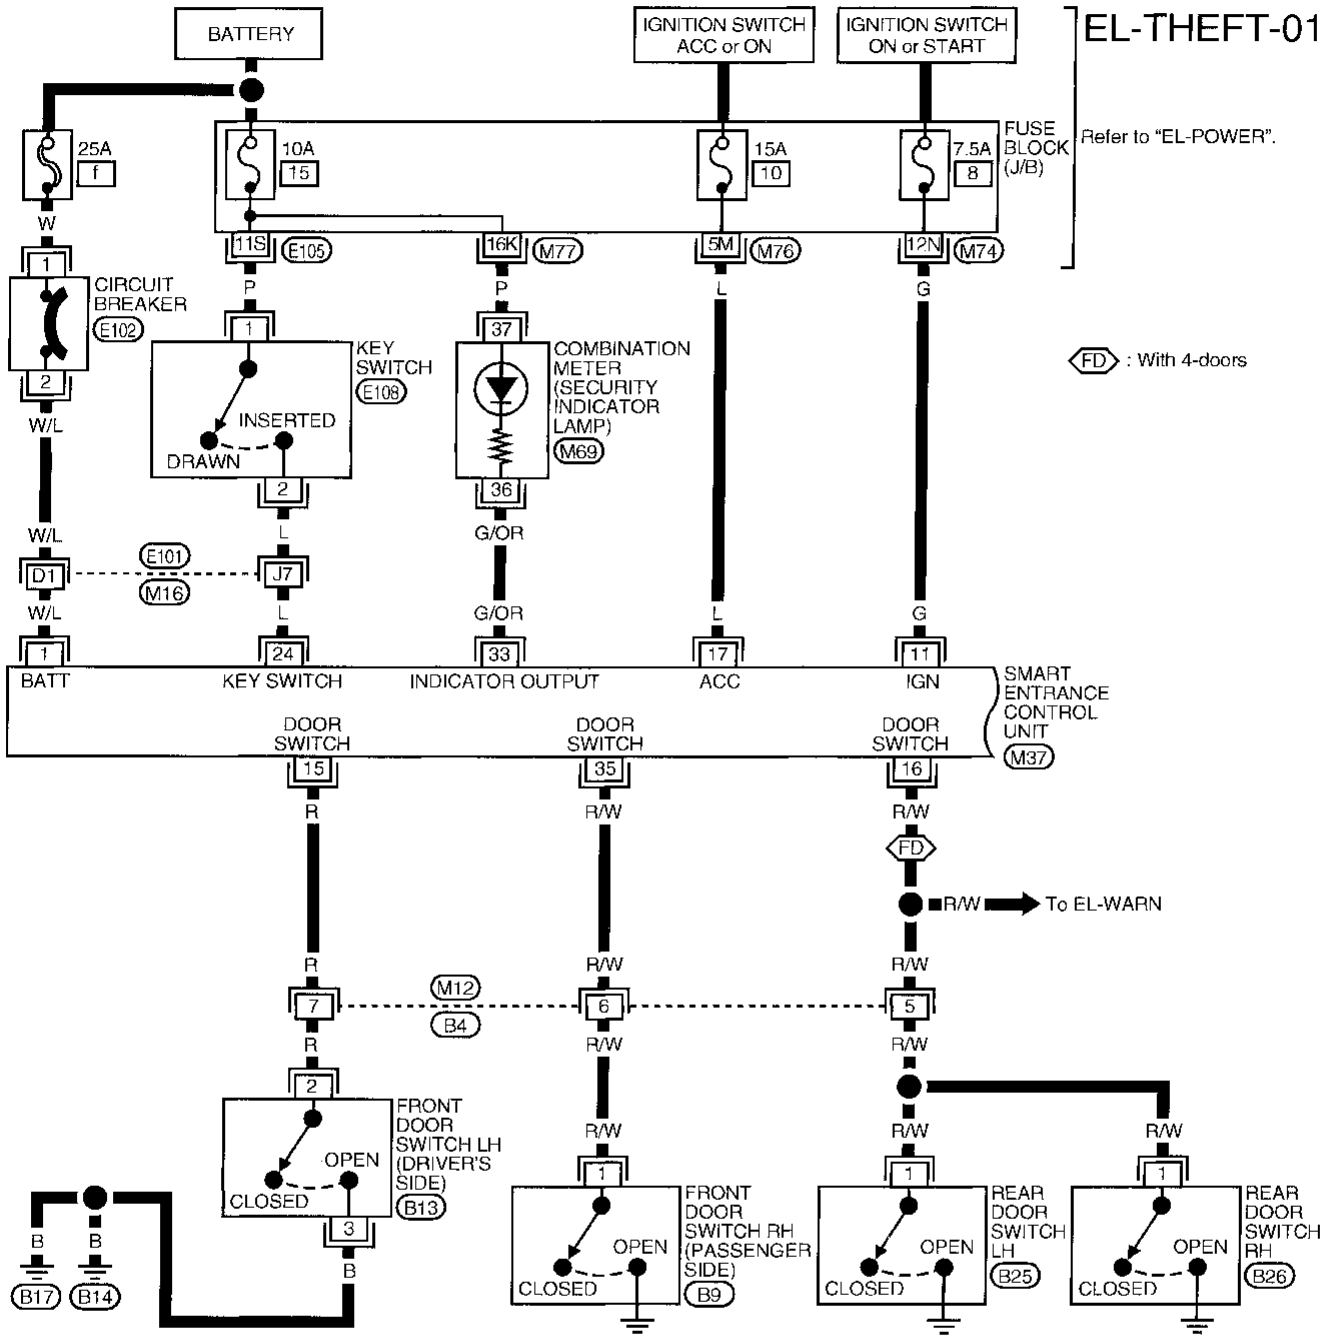 EL-THEFT-01
BATTERY
IGNITION SWITCH
ACC or ON
IGNITION SWITCH
ON or START
25A
f
10A
15
15A
10
7.5A
8
FUSE
BLOCK
(J/B)
Refer to "EL-POWER".
W
11S
E105
16K
M77
5M
M76
12N
M74
1
CIRCUIT
BREAKER
E102
2
P
P
L
G
1
KEY
SWITCH
E108
INSERTED
DRAWN
2
37
COMBINATION
METER
(SECURITY
INDICATOR
LAMP)
M69
36
FD : With 4-doors
W/L
L
G/OR
W/L
D1
E101
M16
J7
W/L
L
G/OR
L
G
1
24
33
17
11
BATT
KEY SWITCH
INDICATOR OUTPUT
ACC
IGN
SMART
ENTRANCE
CONTROL
UNIT
M37
DOOR
SWITCH
DOOR
SWITCH
DOOR
SWITCH
15
35
16
R
R/W
R/W
FD
R/W
To EL-WARN
R
R/W
R/W
7
M12
B4
6
5
R
R/W
R/W
2
FRONT
DOOR
SWITCH LH
(DRIVER'S
SIDE)
B13
OPEN
CLOSED
3
R/W
R/W
R/W
1
1
1
FRONT
DOOR
SWITCH RH
(PASSENGER
SIDE)
B9
OPEN
CLOSED
REAR
DOOR
SWITCH
LH
B25
OPEN
CLOSED
REAR
DOOR
SWITCH
RH
B26
OPEN
CLOSED
B
B
B
B17
B14